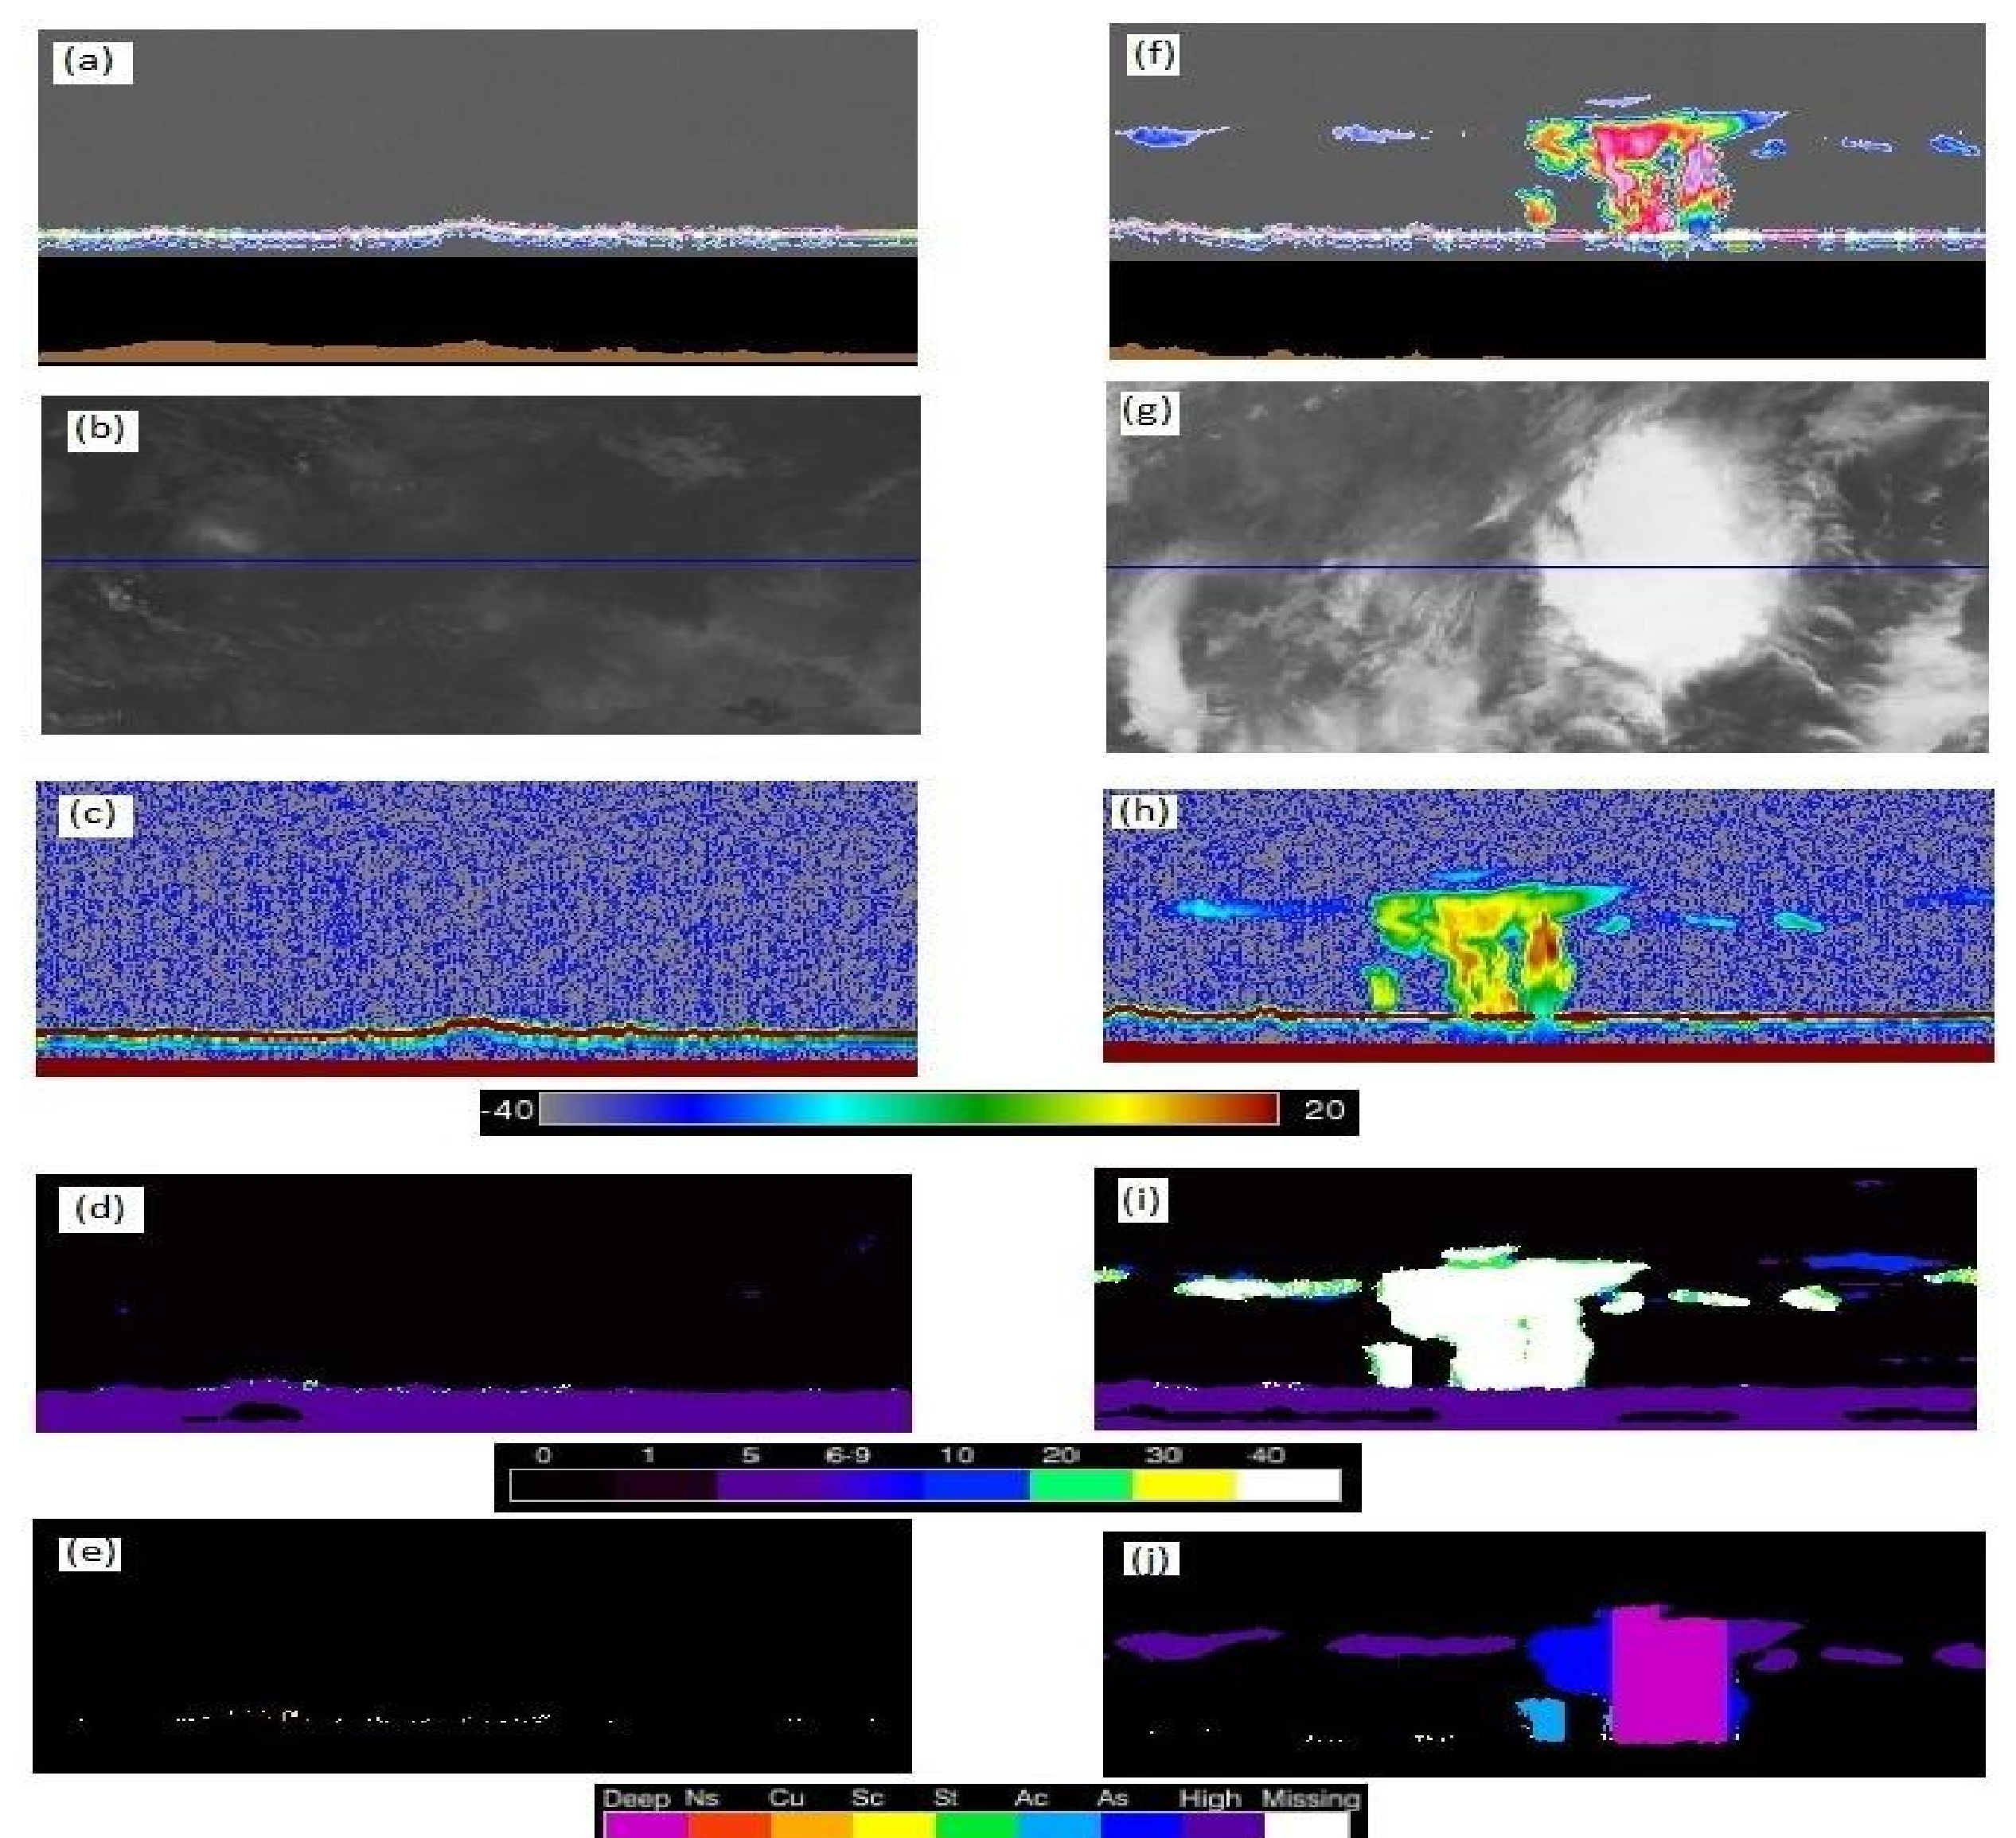 (a)
(f)
(b)
(g)
(c)
(h)
-40 20
(d)
(i)
0 1 5 6-9 10 20 30 40
(e)
(j)
Deep Ns Cu Sc St Ac As High Missing